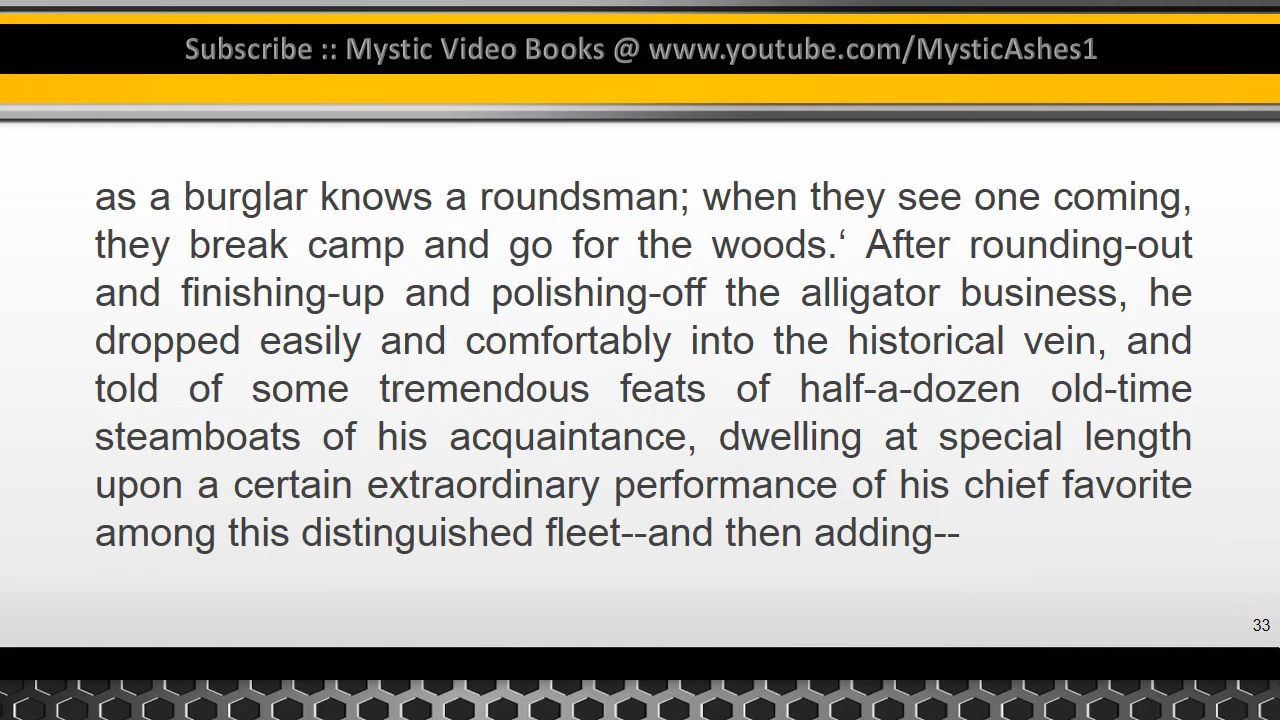 Subscribe :: Mystic Video Books @ www.youtube.com/MysticAshes1
as a burglar knows a roundsman; when they see one coming,
they break camp and go for the woods.‘ After rounding-out
and finishing-up and polishing-off the alligator business, he
dropped easily and comfortably into the historical vein, and
told of some tremendous feats of half-a-dozen old-time
steamboats of his acquaintance, dwelling at special length
upon a certain extraordinary performance of his chief favorite
among this distinguished fleet--and then adding--
33